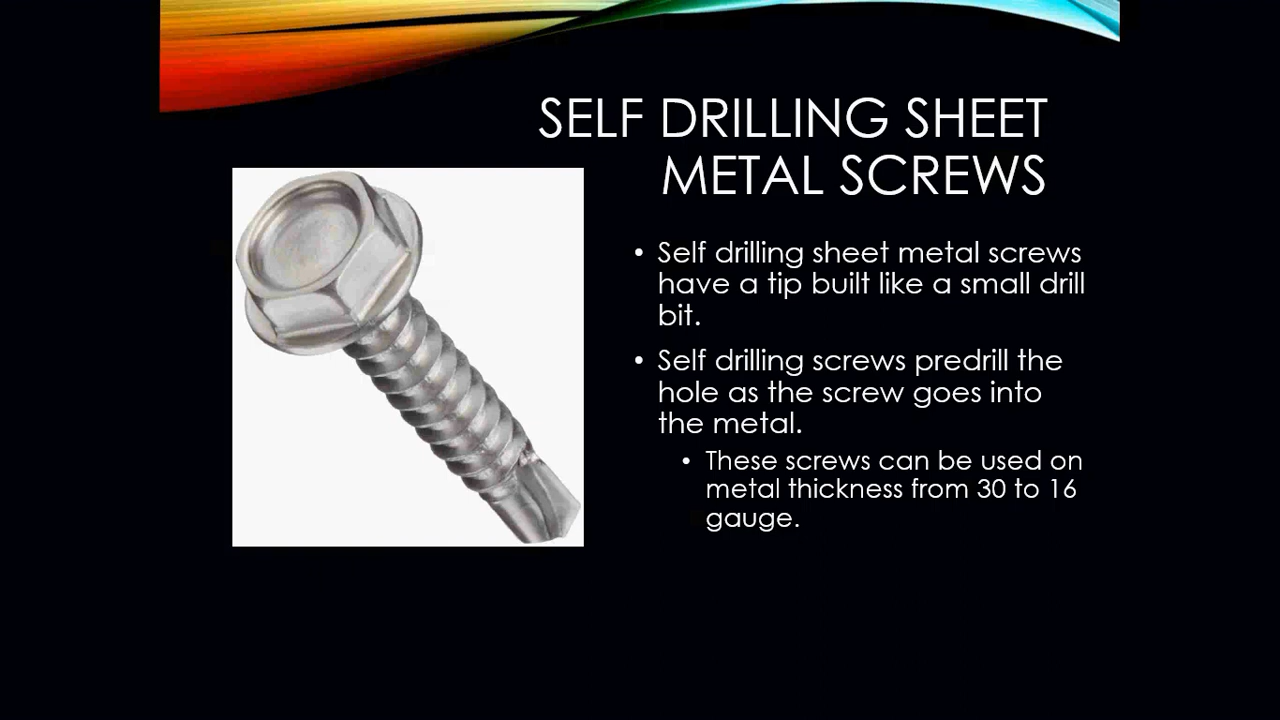 SELF DRILLING SHEET
METAL SCREWS
• Self drilling sheet metal screws
have a tip built like a small drill
bit.
• Self drilling screws predrill the
hole as the screw goes into
the metal.
• These screws can be used on
metal thickness from 30 to 16
gauge.